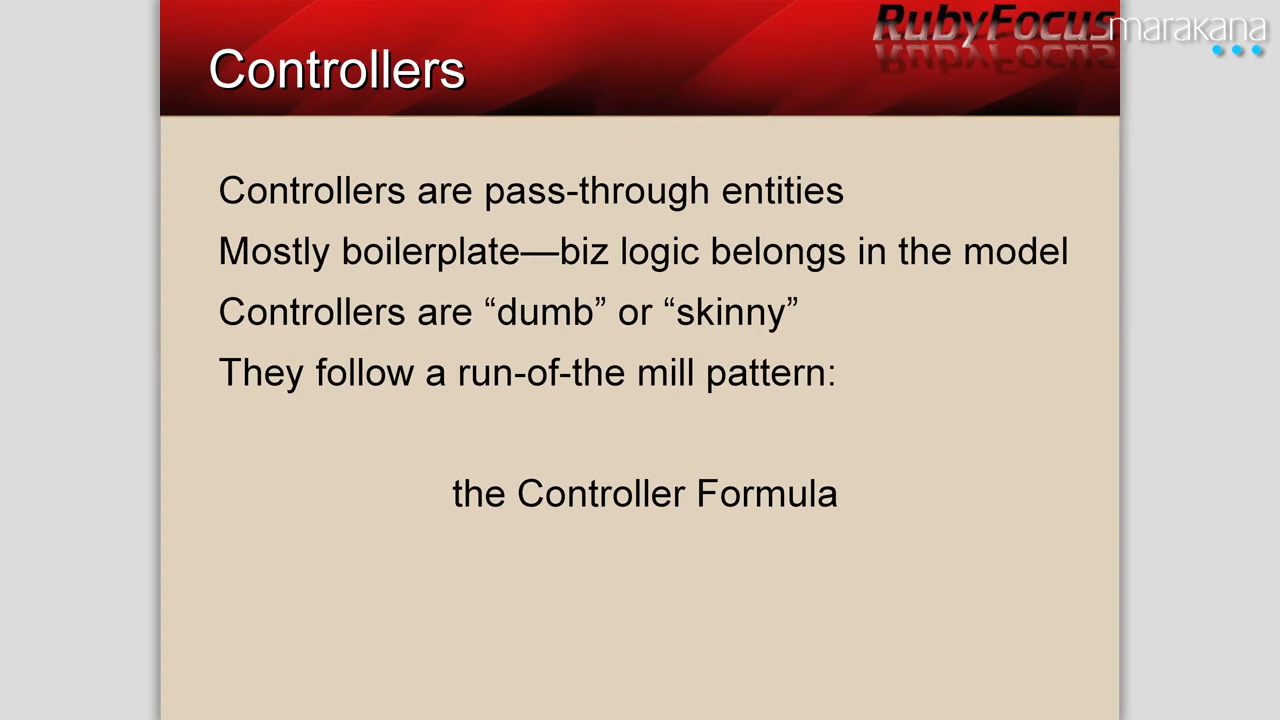 RubyFocus
marakana
Controllers
Controllers are pass-through entities
Mostly boilerplate—biz logic belongs in the model
Controllers are “dumb” or “skinny”
They follow a run-of-the mill pattern:
the Controller Formula